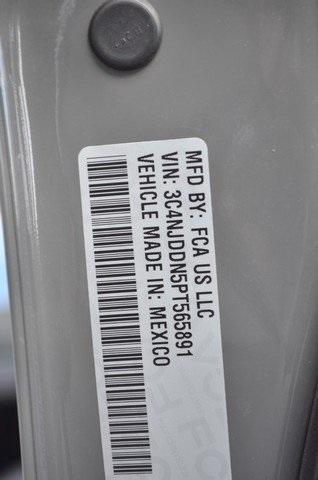 MFD BY: FCA US LLC
VIN: 3C4NJDDN5PT565891
VEHICLE MADE IN: MEXICO